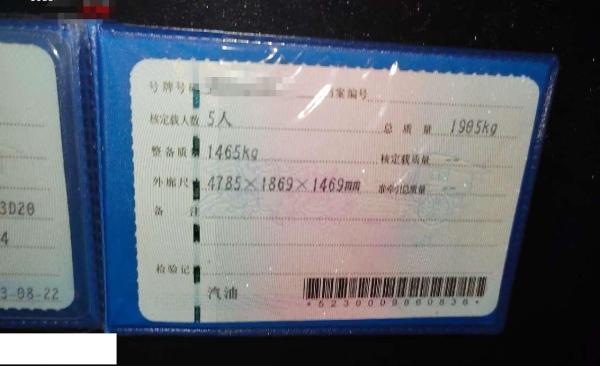 号牌号码 档案编号
核定载人数 5人 总质量 1905kg
整备质量 1465kg 核定载质量 --
外廓尺寸 4785×1869×1469mm 准牵引总质量 --
备注
检验记
汽油
*5230009860836*
3D20
4
3-08-22